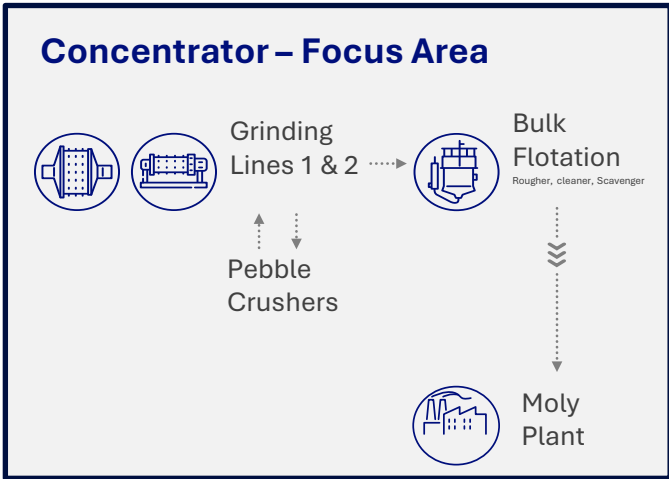 Concentrator – Focus Area
Grinding
Lines 1 & 2
Pebble
Crushers
Bulk
Flotation
Rougher, cleaner, Scavenger
Moly
Plant